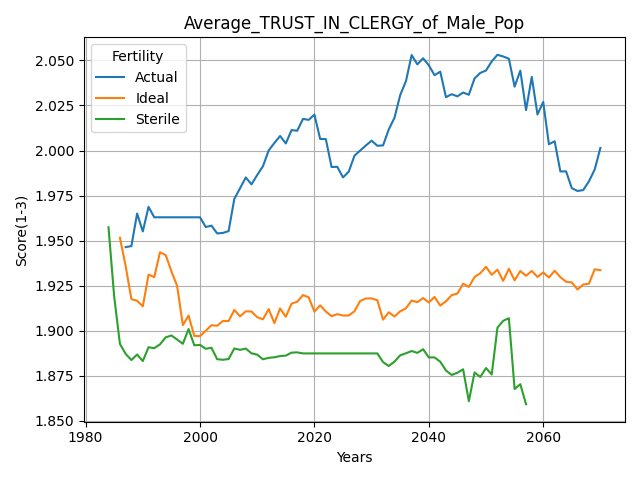 Average_TRUST_IN_CLERGY_of_Male_Pop
Fertility
Actual
Ideal
Sterile
Score(1-3)
2.050
2.025
2.000
1.975
1.950
1.925
1.900
1.875
1.850
1980
2000
2020
2040
2060
Years